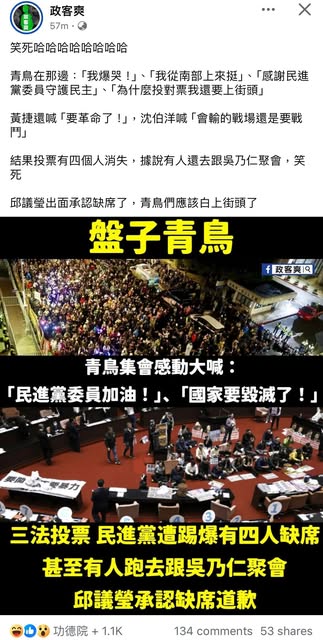 政客爽
57m
笑死哈哈哈哈哈哈哈哈
青鳥在那邊：「我爆哭！」、「我從南部上來挺」、「感謝民進
黨委員守護民主」、「為什麼投對票我還要上街頭」
黃捷還喊「要革命了！」，沈伯洋喊「會輸的戰場還是要戰
鬥」
結果投票有四個人消失，據說有人還去跟吳乃仁聚會，笑
死
邱議瑩出面承認缺席了，青鳥們應該白上街頭了
盤子青鳥
政客爽
青鳥集會感動大喊：
「民進黨委員加油！」、「國家要毀滅了！」
三法投票 民進黨遭踢爆有四人缺席
甚至有人跑去跟吳乃仁聚會
邱議瑩承認缺席道歉
功德院 + 1.1K
134 comments
53 shares